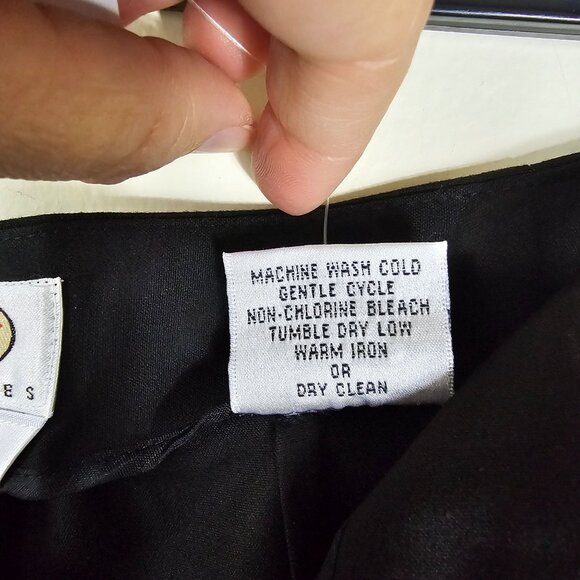 MACHINE WASH COLD
GENTLE CYCLE
NON-CHLORINE BLEACH
TUMBLE DRY LOW
WARM IRON
OR
DRY CLEAN